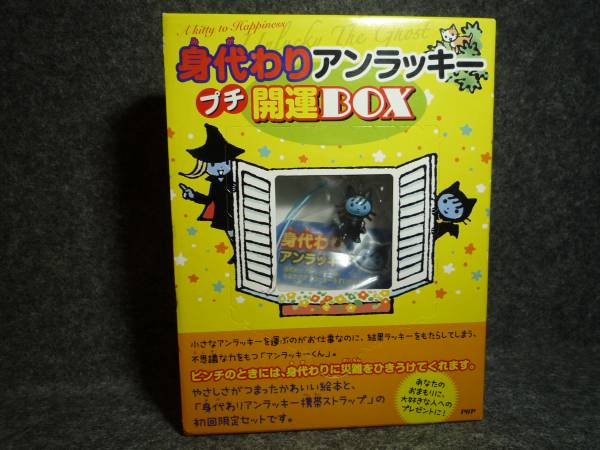 A kitty to Happiness
Unlucky The Ghost
身代わりアンラッキー
プチ開運BOX
身代わり
アンラッキー
小さなアンラッキーを運ぶのがお仕事なのに、結果ラッキーをもたらしてしまう、
不思議な力をもつ「アンラッキーくん」。
ピンチのときには、身代わりに災難をひきうけてくれます。
やさしさがつまったかわいい絵本と、
「身代わりアンラッキー携帯ストラップ」の
初回限定セットです。
あなたの
おまもりに、
大好きな人への
プレゼントに!
PHP